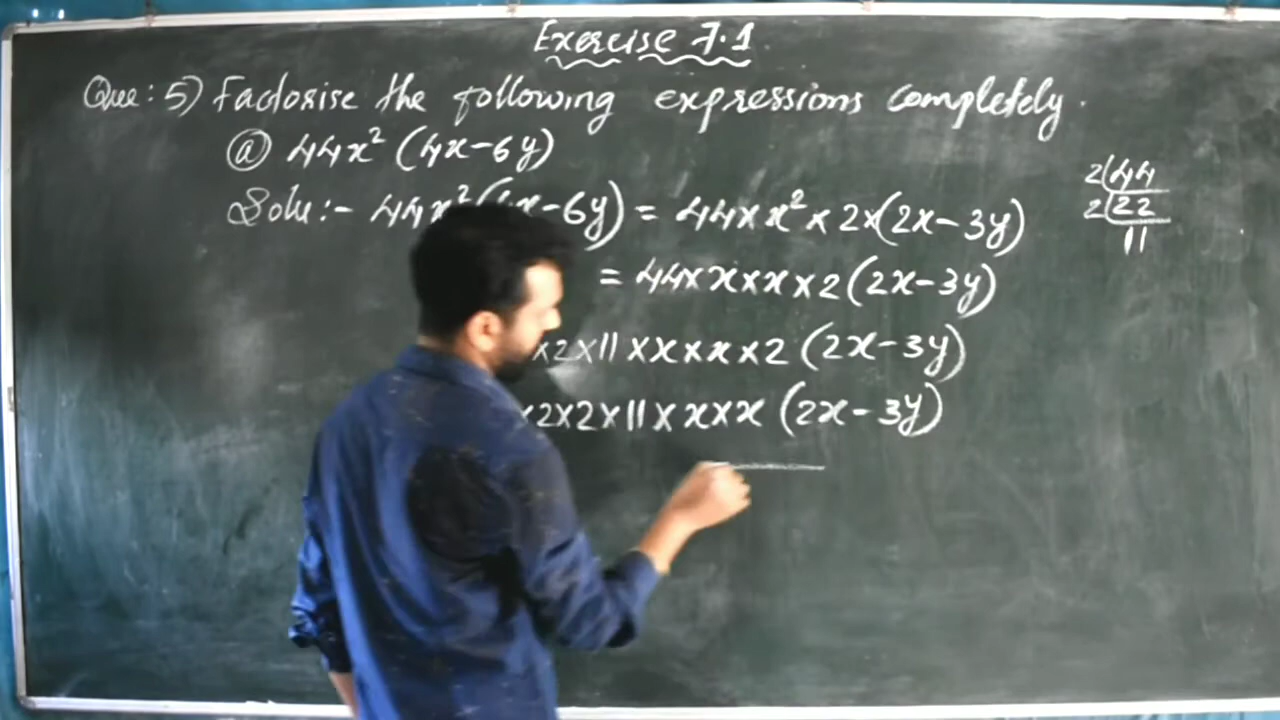 Exercise 7.1
Que: 5) Factorise the following expressions completely.
(a) 44x² (4x-6y)
Solu:- 44x²(4x-6y) = 44×x²×2×(2x-3y)
2(44
2(22
11
= 44×x×x×2(2x-3y)
×2×11×x×x×2(2x-3y)
×2×2×11×x×x(2x-3y)